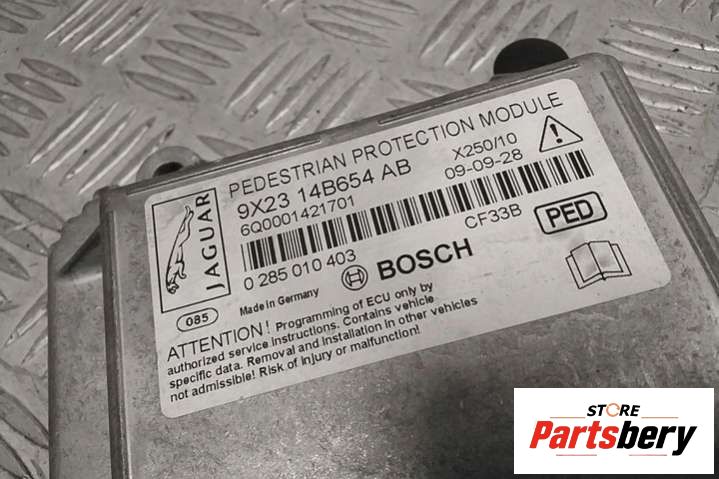 PEDESTRIAN PROTECTION MODULE
9X23 14B654 AB
X250/10
6Q0001421701
09-09-28
JAGUAR
CF33B
PED
0 285 010 403
BOSCH
085
Made in Germany
ATTENTION! Programming of ECU only by
authorized service instructions. Contains vehicle
specific data. Removal and installation in other vehicles
not admissible! Risk of injury or malfunction!
STORE
Partsbery